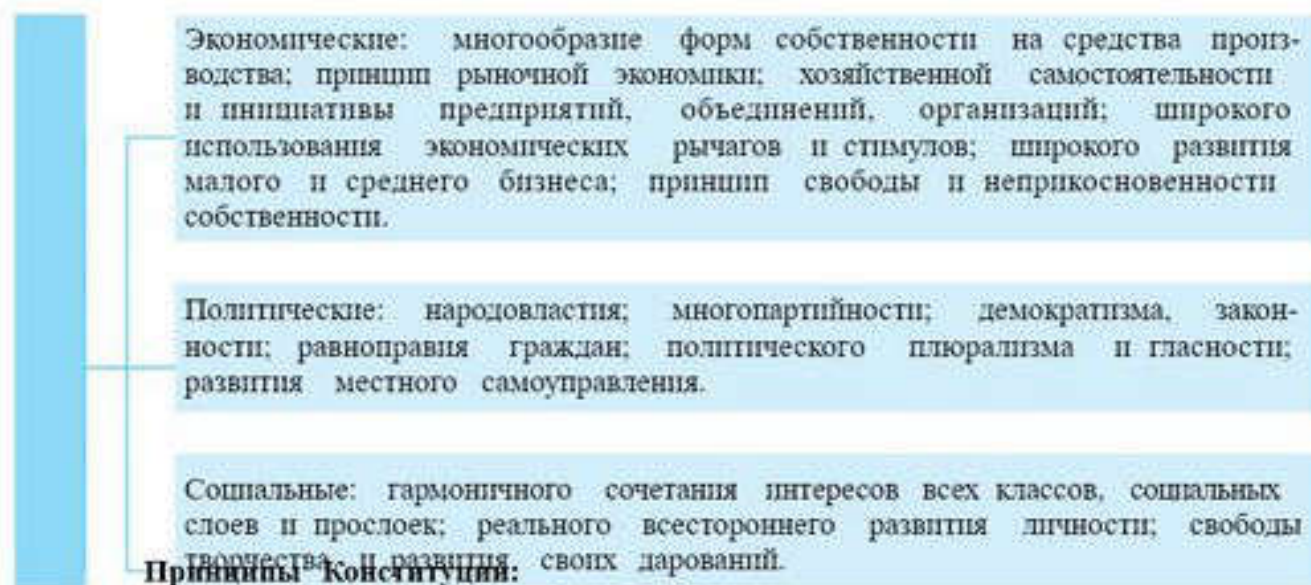 Экономические: многообразие форм собственности на средства произ-
водства; принцип рыночной экономики; хозяйственной самостоятельности
и инициативы предприятий, объединений, организаций; широкого
использования экономических рычагов и стимулов; широкого развития
малого и среднего бизнеса; принцип свободы и неприкосновенности
собственности.
Политические: народовластия; многопартийности; демократизма, закон-
ности; равноправия граждан; политического плюрализма и гласности;
развития местного самоуправления.
Социальные: гармоничного сочетания интересов всех классов, социальных
слоев и прослоек; реального всестороннего развития личности; свободы
творчества и развития своих дарований.
Принципы Конституции: